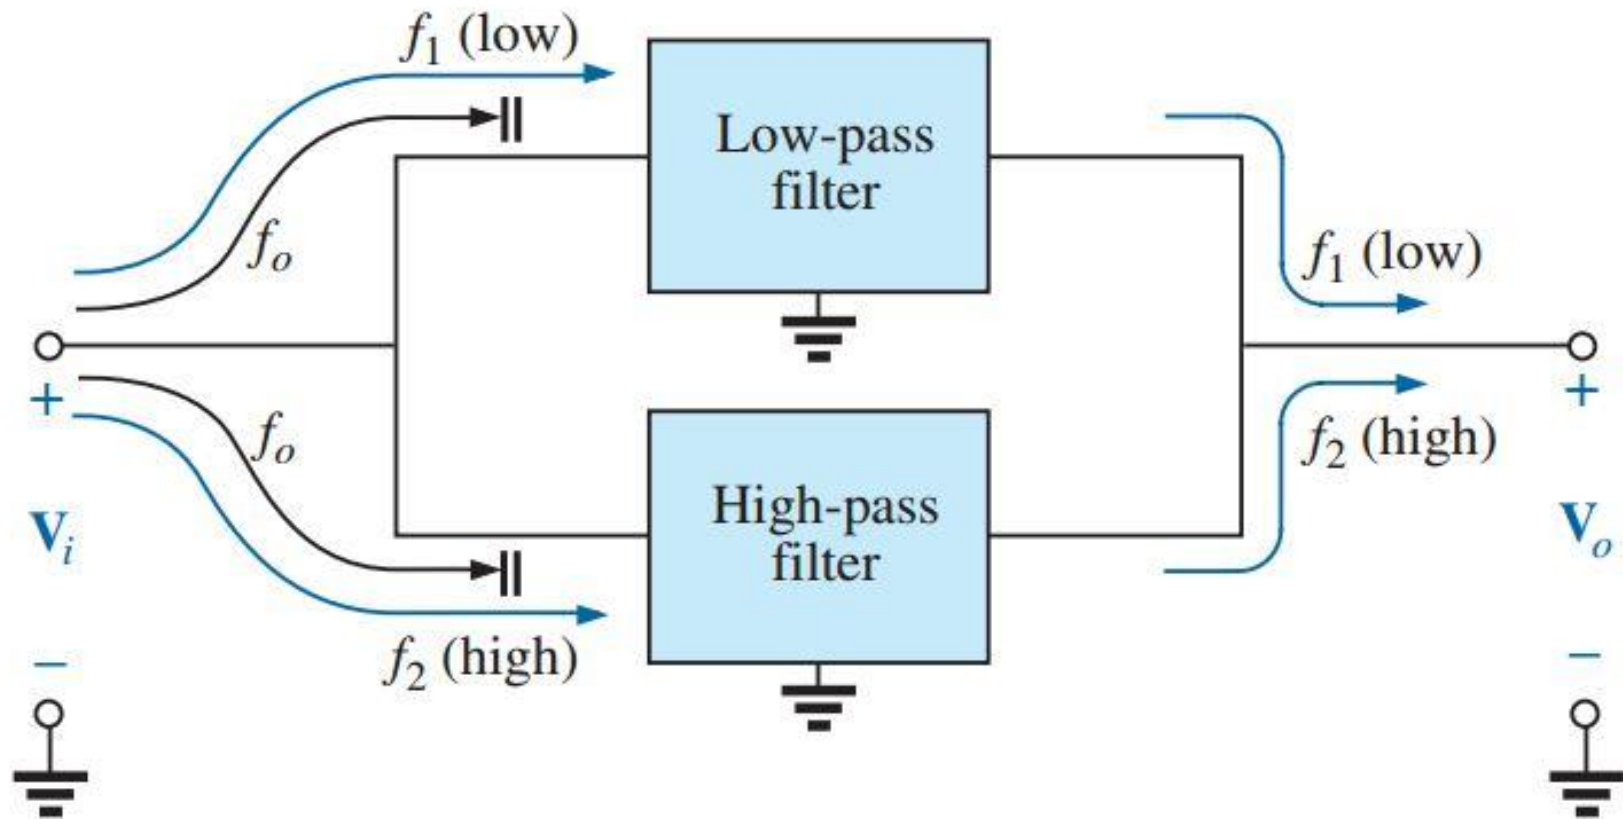 f₁ (low)
Low-pass
filter
fₒ
f₁ (low)
+
+
fₒ
f₂ (high)
High-pass
filter
Vᵢ
Vₒ
f₂ (high)
−
−